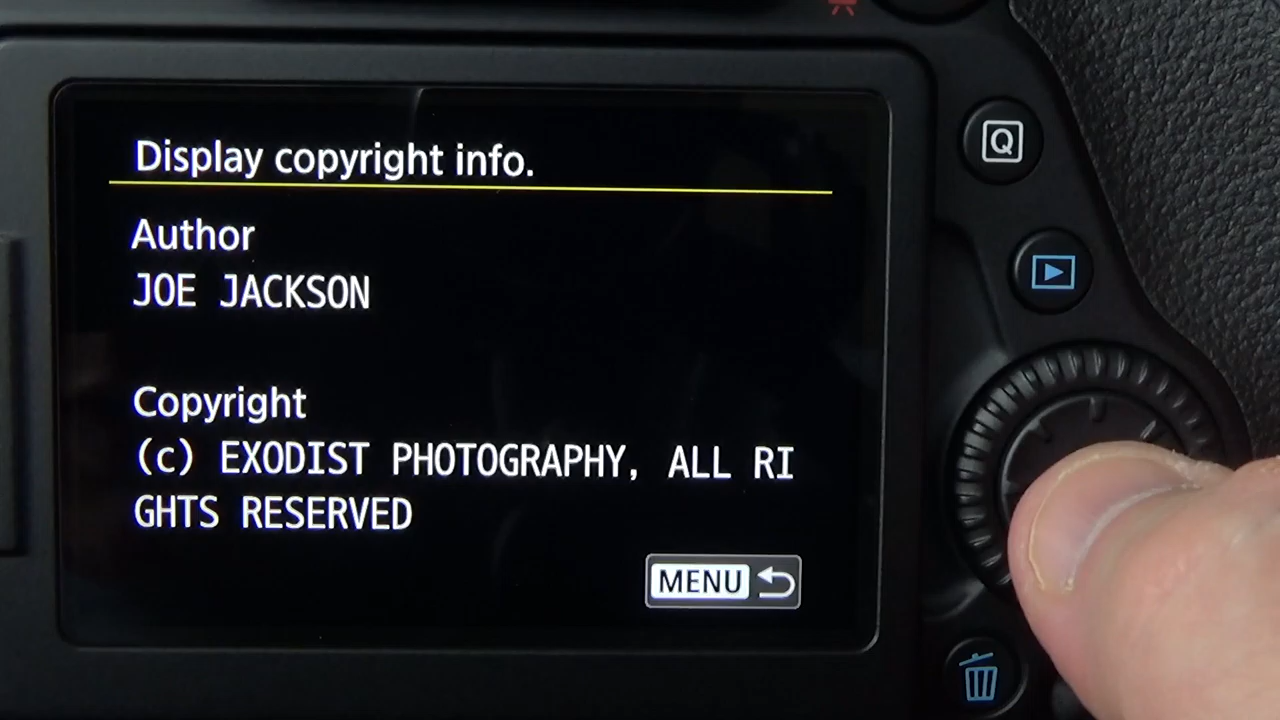 Display copyright info.
Author
JOE JACKSON
Copyright
(c) EXODIST PHOTOGRAPHY, ALL RI
GHTS RESERVED
MENU
Q